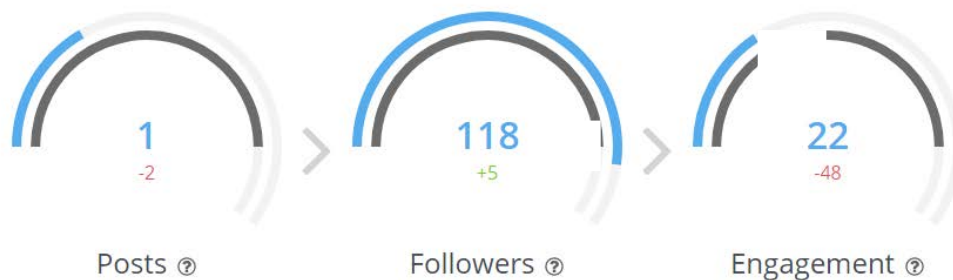 1
-2
118
+5
22
-48
Posts ?
Followers ?
Engagement ?